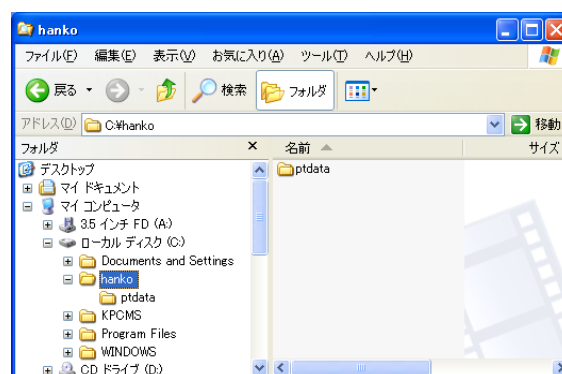 hanko
ファイル(F) 編集(E) 表示(V) お気に入り(A) ツール(T) ヘルプ(H)
戻る 検索 フォルダ
アドレス(D) C:¥hanko 移動
フォルダ × 名前 サイズ
デスクトップ ptdata
マイ ドキュメント
マイ コンピュータ
3.5 インチ FD (A:)
ローカル ディスク (C:)
Documents and Settings
hanko
ptdata
KPCMS
Program Files
WINDOWS
CD ドライブ (D:)